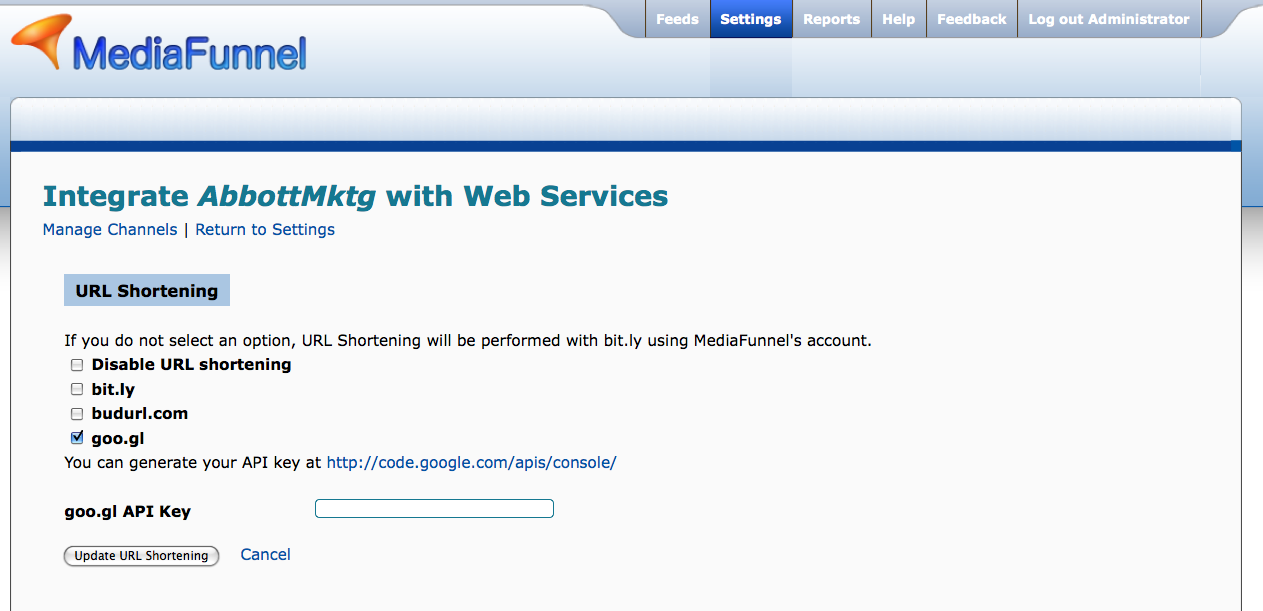 Feeds Settings Reports Help Feedback Log out Administrator
MediaFunnel
Integrate AbbottMktg with Web Services
Manage Channels | Return to Settings
URL Shortening
If you do not select an option, URL Shortening will be performed with bit.ly using MediaFunnel's account.
Disable URL shortening
bit.ly
budurl.com
goo.gl
You can generate your API key at http://code.google.com/apis/console/
goo.gl API Key
Update URL Shortening Cancel